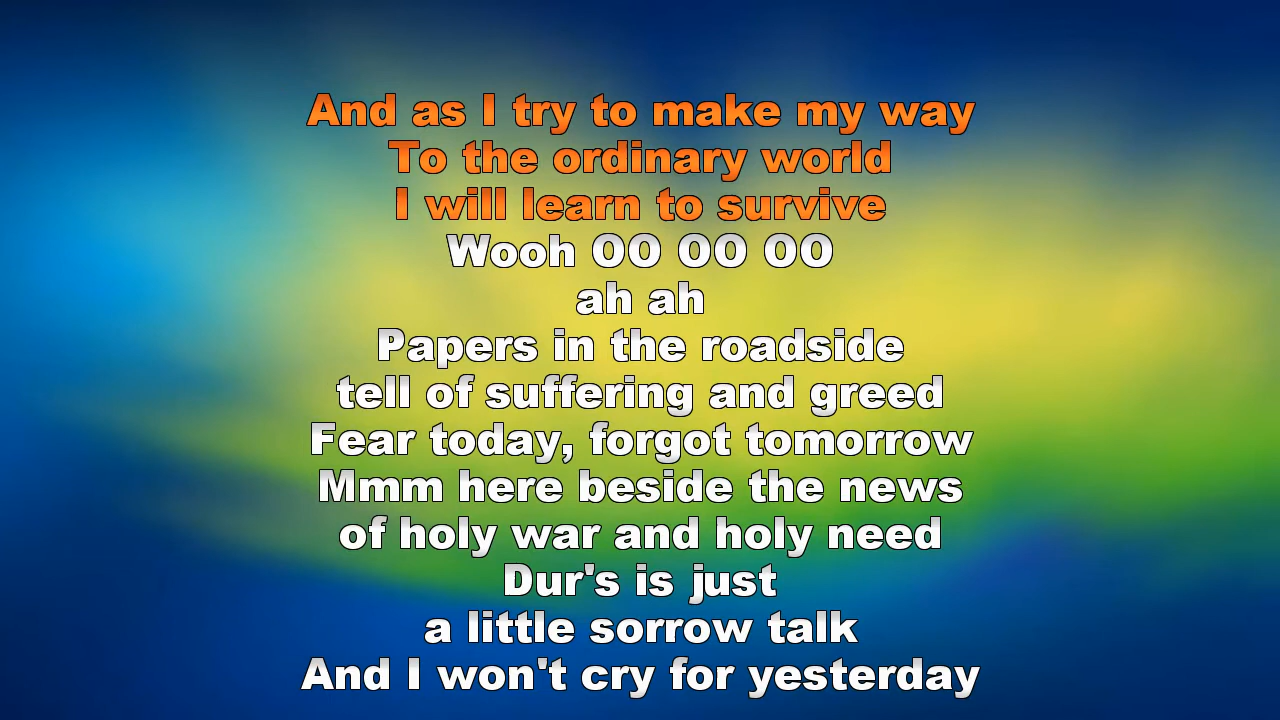 And as I try to make my way
To the ordinary world
I will learn to survive
Wooh OO OO OO
ah ah
Papers in the roadside
tell of suffering and greed
Fear today, forgot tomorrow
Mmm here beside the news
of holy war and holy need
Dur's is just
a little sorrow talk
And I won't cry for yesterday